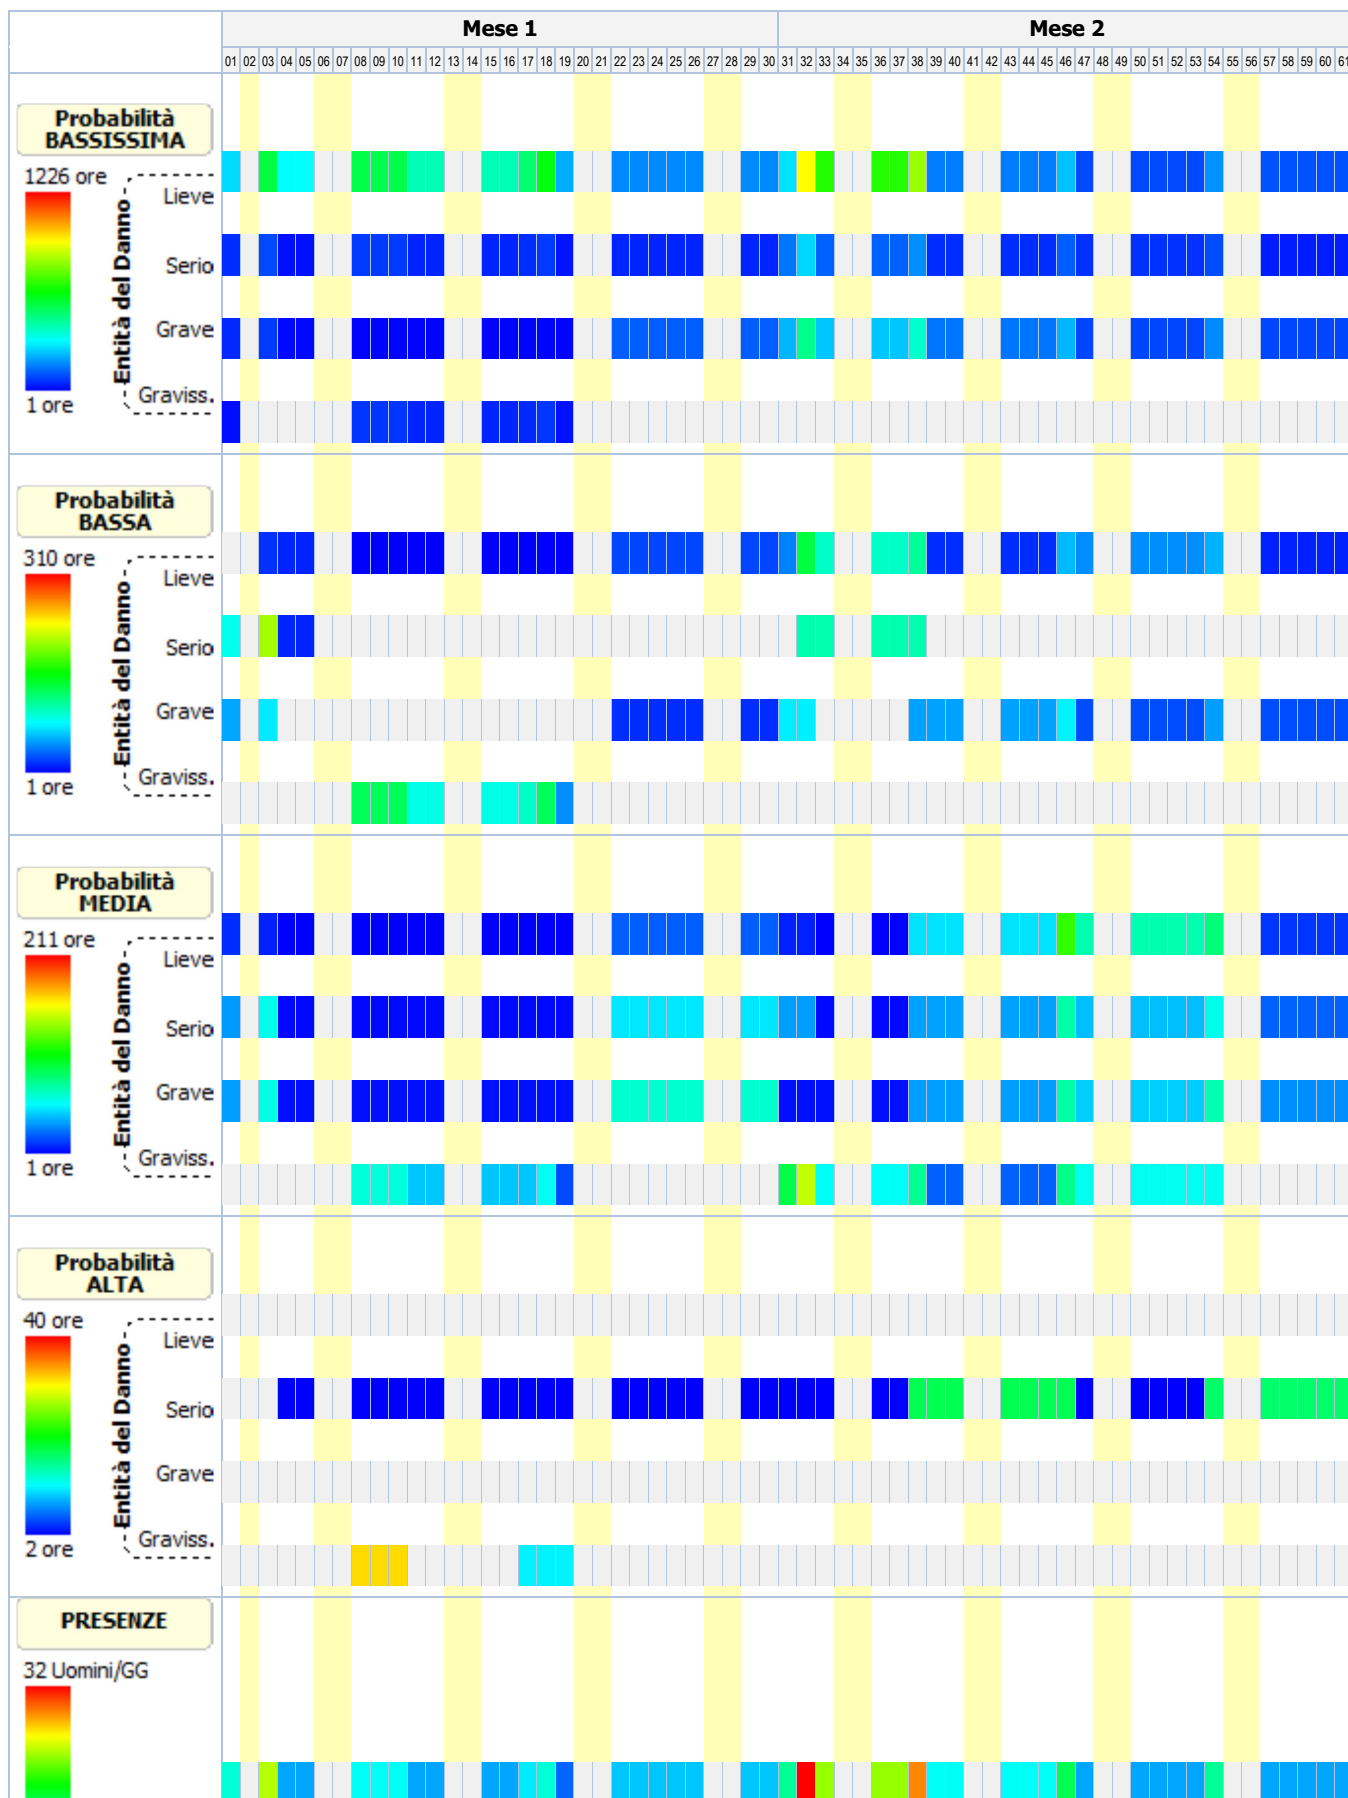 Mese 1 Mese 2
01 02 03 04 05 06 07 08 09 10 11 12 13 14 15 16 17 18 19 20 21 22 23 24 25 26 27 28 29 30 31 32 33 34 35 36 37 38 39 40 41 42 43 44 45 46 47 48 49 50 51 52 53 54 55 56 57 58 59 60 61
Probabilità
BASSISSIMA
1226 ore
Lieve
Serio
Entità del Danno
Grave
Graviss.
1 ore
Probabilità
BASSA
310 ore
Lieve
Serio
Entità del Danno
Grave
Graviss.
1 ore
Probabilità
MEDIA
211 ore
Lieve
Serio
Entità del Danno
Grave
Graviss.
1 ore
Probabilità
ALTA
40 ore
Lieve
Serio
Entità del Danno
Grave
Graviss.
2 ore
PRESENZE
32 Uomini/GG